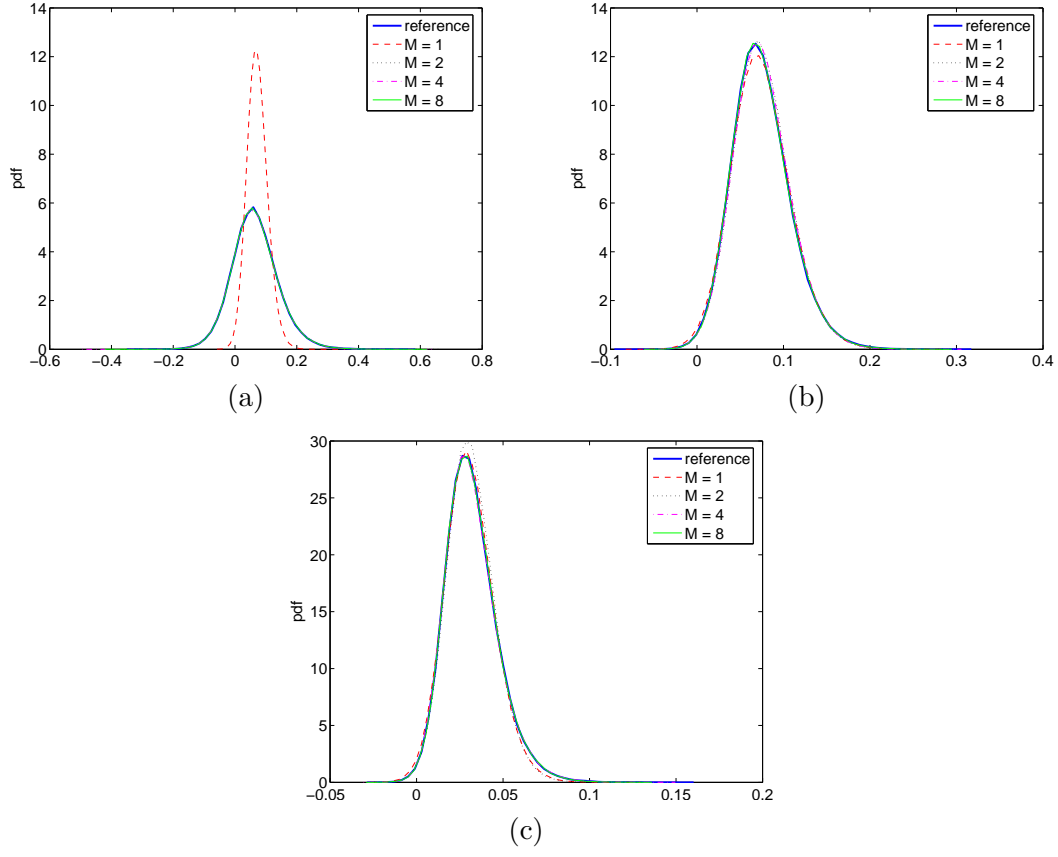 14
12
10
8
6
4
2
0
pdf
−0.6
−0.4
−0.2
0
0.2
0.4
0.6
0.8
reference
M = 1
M = 2
M = 4
M = 8
(a)
14
12
10
8
6
4
2
0
pdf
−0.1
0
0.1
0.2
0.3
0.4
reference
M = 1
M = 2
M = 4
M = 8
(b)
30
25
20
15
10
5
0
pdf
−0.05
0
0.05
0.1
0.15
0.2
reference
M = 1
M = 2
M = 4
M = 8
(c)